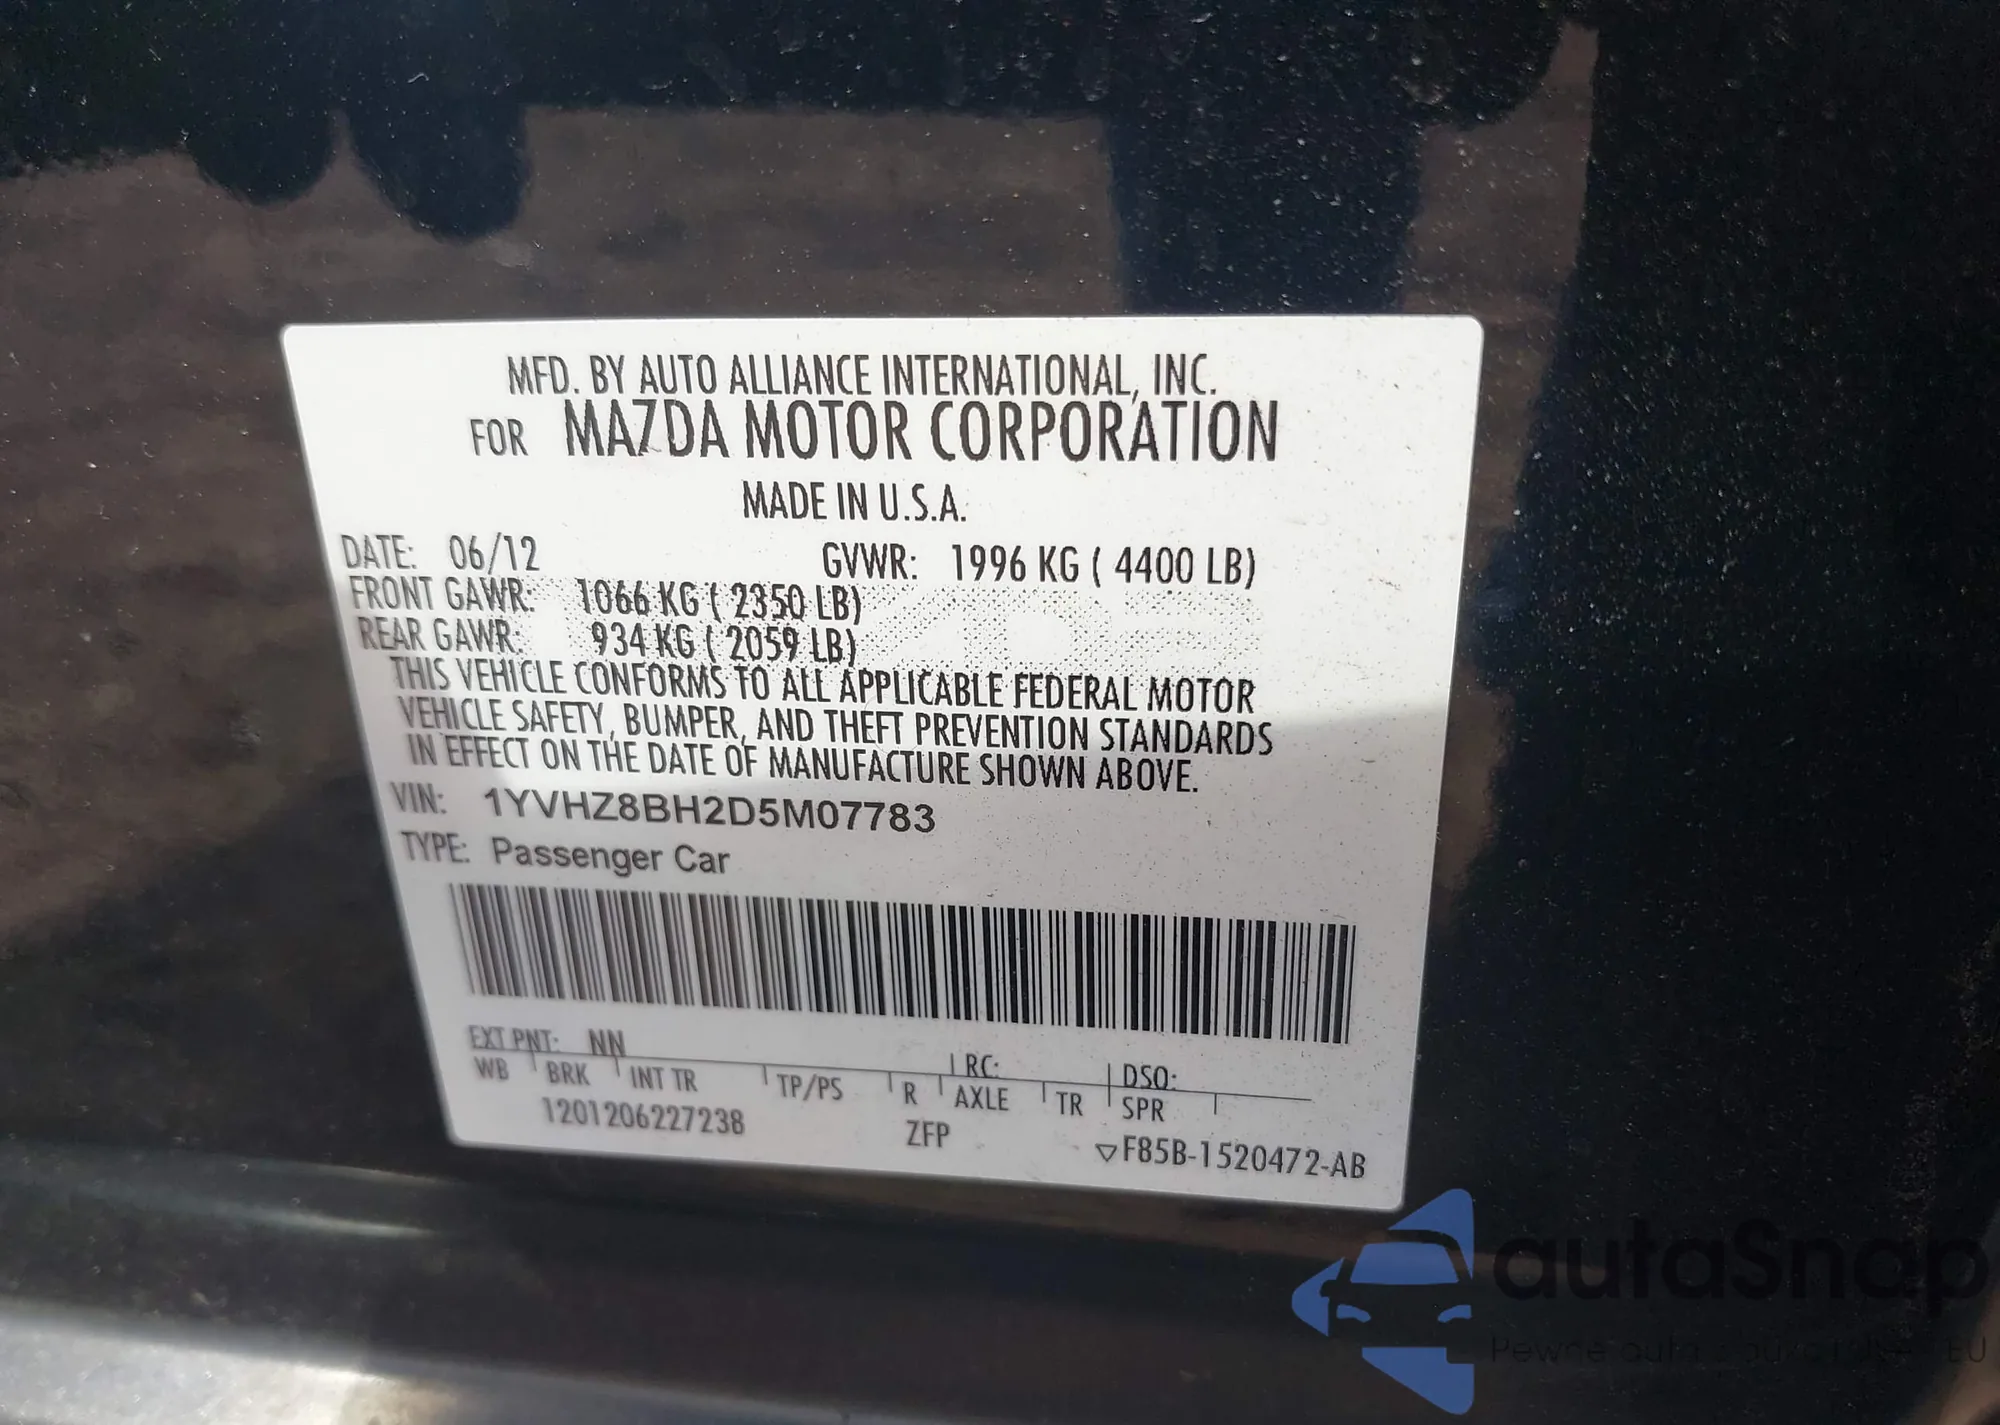 MFD. BY AUTO ALLIANCE INTERNATIONAL, INC.
FOR MAZDA MOTOR CORPORATION
MADE IN U.S.A.
DATE: 06/12 GVWR: 1996 KG ( 4400 LB)
FRONT GAWR: 1066 KG ( 2350 LB)
REAR GAWR: 934 KG ( 2059 LB)
THIS VEHICLE CONFORMS TO ALL APPLICABLE FEDERAL MOTOR
VEHICLE SAFETY, BUMPER, AND THEFT PREVENTION STANDARDS
IN EFFECT ON THE DATE OF MANUFACTURE SHOWN ABOVE.
VIN: 1YVHZ8BH2D5M07783
TYPE: Passenger Car
EXT PNT: NN RC: DSO:
WB BRK INT TR TP/PS R AXLE TR SPR
1201206227238 ZFP ▽F85B-1520472-AB
autaSnap
Pewne auta z EU